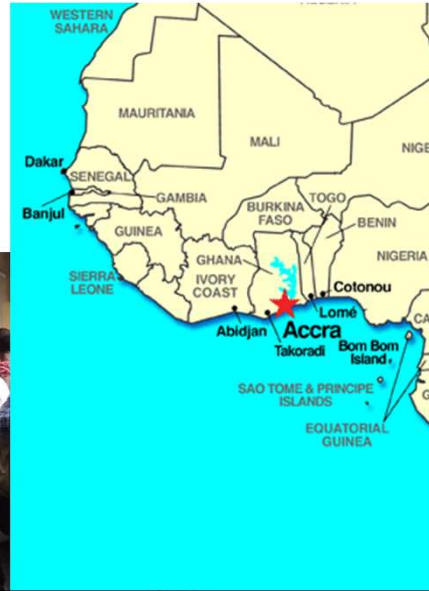 WESTERN
SAHARA
MAURITANIA
MALI
Dakar
SENEGAL
GAMBIA
Banjul
GUINEA
SIERRA
LEONE
BURKINA
FASO
TOGO
BENIN
NIGERIA
GHANA
IVORY
COAST
Cotonou
Lomé
Accra
Abidjan
Takoradi
Bom Bom
Island
SAO TOME & PRINCIPE
ISLANDS
EQUATORIAL
GUINEA